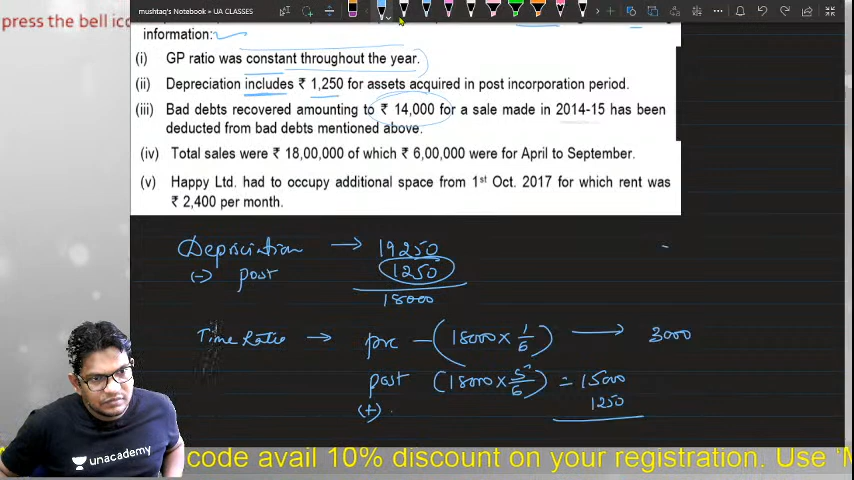 mushtaq's Notebook » UA CLASSES
press the bell ico
information:
(i) GP ratio was constant throughout the year.
(ii) Depreciation includes ₹ 1,250 for assets acquired in post incorporation period.
(iii) Bad debts recovered amounting to ₹ 14,000 for a sale made in 2014-15 has been
deducted from bad debts mentioned above.
(iv) Total sales were ₹ 18,00,000 of which ₹ 6,00,000 were for April to September.
(v) Happy Ltd. had to occupy additional space from 1st Oct. 2017 for which rent was
₹ 2,400 per month.
Depriciation → 19250
(-) post 1250
18000
Time Ratio → pre - (18000 × 1/6) → 3000
post (18000 × 5/6) = 15000
(+) 1250
unacademy
code avail 10% discount on your registration. Use 'M